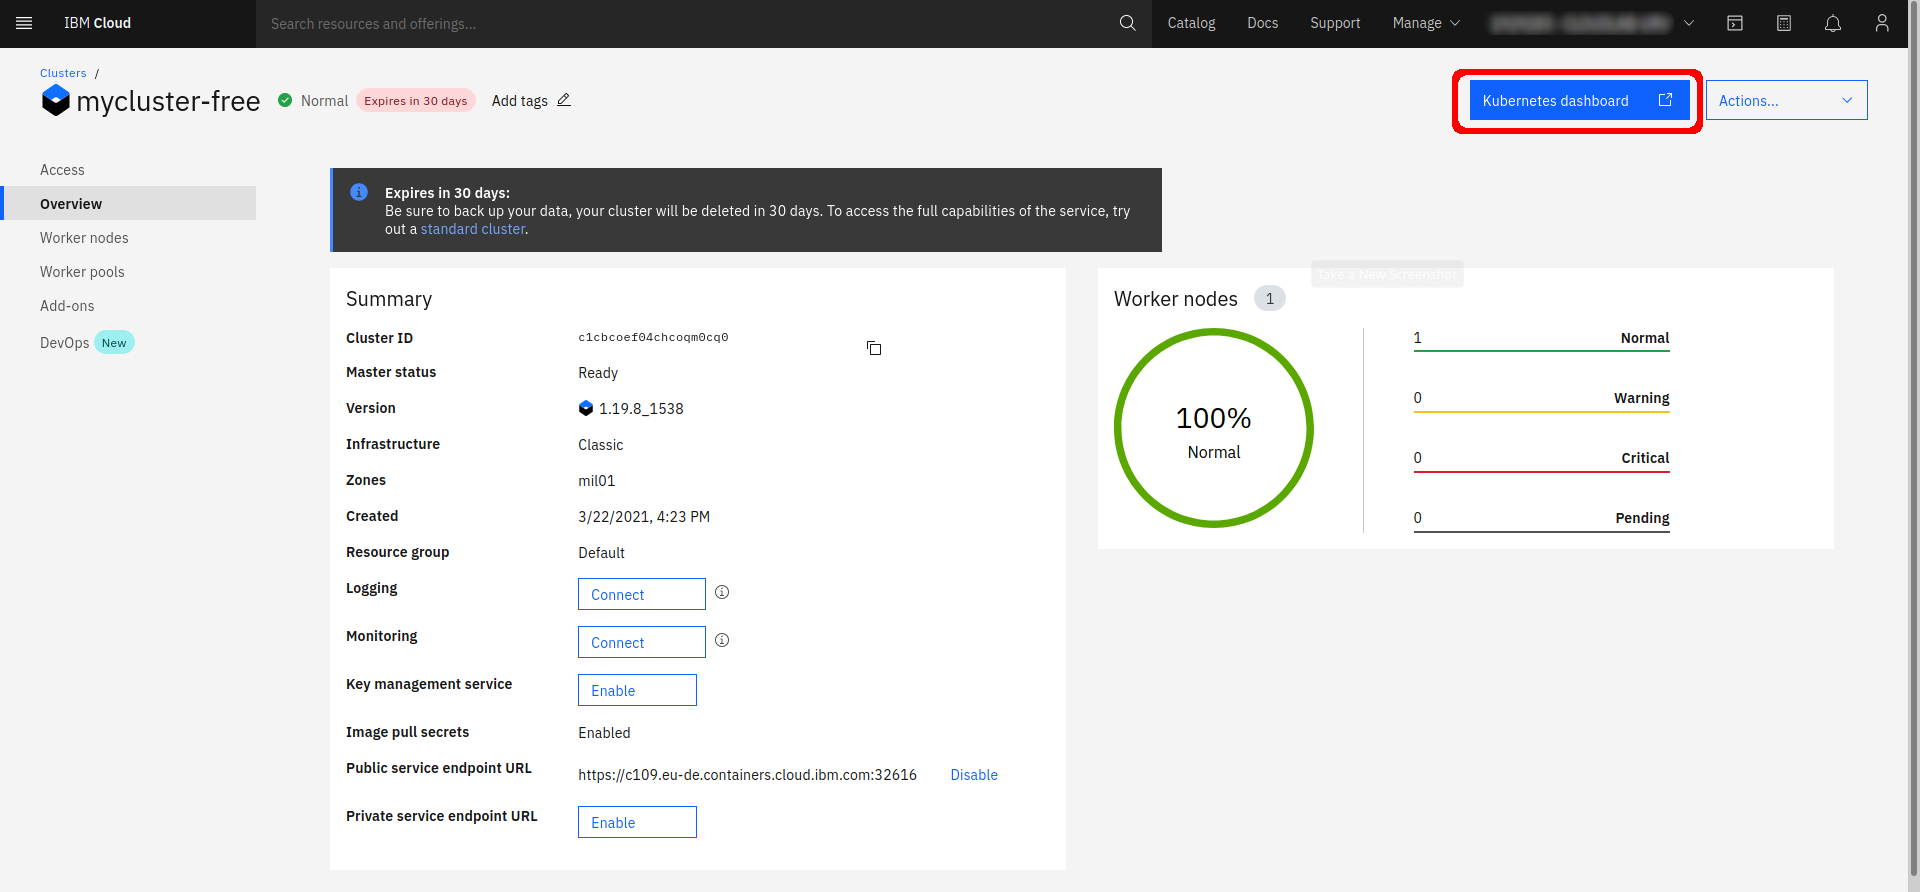 IBM Cloud
Search resources and offerings...
Catalog
Docs
Support
Manage
Clusters /
mycluster-free
Normal
Expires in 30 days
Add tags
Kubernetes dashboard
Actions...
Access
Overview
Worker nodes
Worker pools
Add-ons
DevOps New
Expires in 30 days:
Be sure to back up your data, your cluster will be deleted in 30 days. To access the full capabilities of the service, try
out a standard cluster.
Take a New Screenshot
Summary
Cluster ID c1cbcoef04chcoqm0cq0
Master status Ready
Version 1.19.8_1538
Infrastructure Classic
Zones mil01
Created 3/22/2021, 4:23 PM
Resource group Default
Logging Connect
Monitoring Connect
Key management service Enable
Image pull secrets Enabled
Public service endpoint URL https://c109.eu-de.containers.cloud.ibm.com:32616 Disable
Private service endpoint URL Enable
Worker nodes 1
100%
Normal
1 Normal
0 Warning
0 Critical
0 Pending